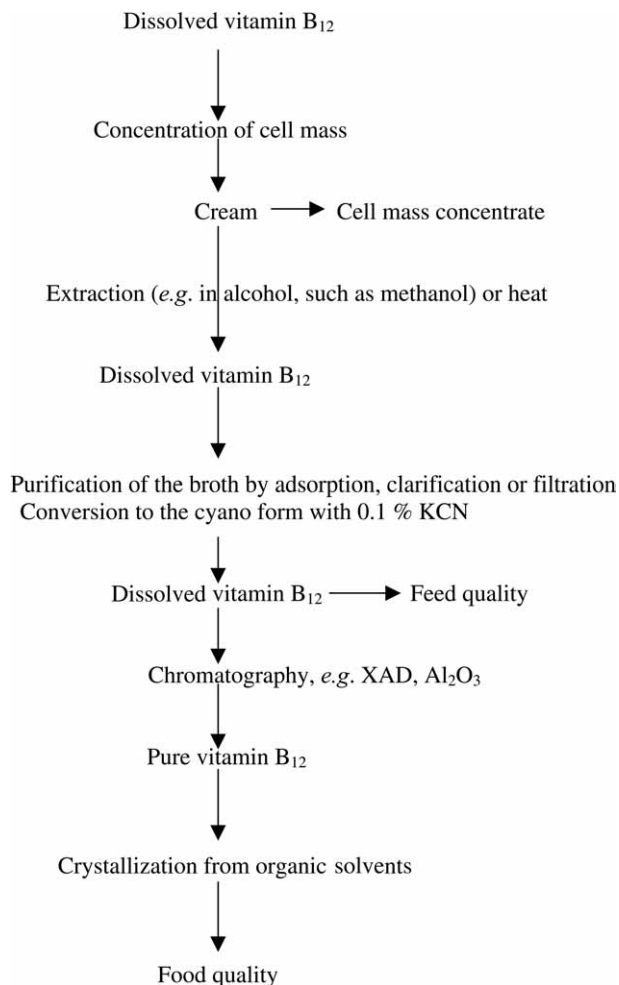 Dissolved vitamin B₁₂
Concentration of cell mass
Cream
Cell mass concentrate
Extraction (e.g. in alcohol, such as methanol) or heat
Dissolved vitamin B₁₂
Purification of the broth by adsorption, clarification or filtration
Conversion to the cyano form with 0.1 % KCN
Dissolved vitamin B₁₂
Feed quality
Chromatography, e.g. XAD, Al₂O₃
Pure vitamin B₁₂
Crystallization from organic solvents
Food quality